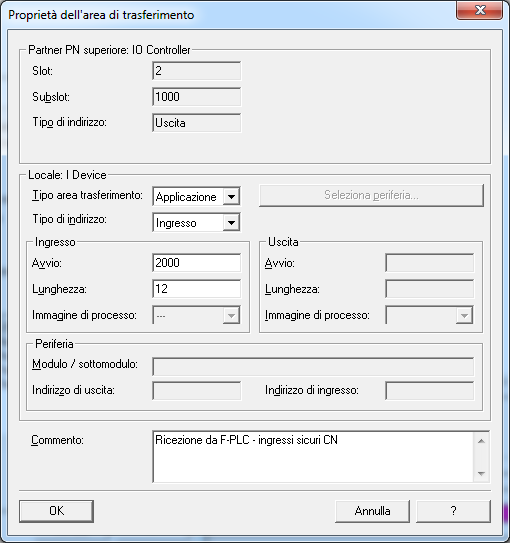 Proprietà dell'area di trasferimento
Partner PN superiore: IO Controller
Slot: 2
Subslot: 1000
Tipo di indirizzo: Uscita
Locale: I Device
Tipo area trasferimento: Applicazione Seleziona periferia...
Tipo di indirizzo: Ingresso
Ingresso Uscita
Avvio: 2000 Avvio:
Lunghezza: 12 Lunghezza:
Immagine di processo: --- Immagine di processo:
Periferia
Modulo / sottomodulo:
Indirizzo di uscita: Indirizzo di ingresso:
Commento: Ricezione da F-PLC - ingressi sicuri CN
OK Annulla ?